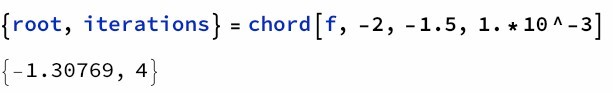 {root, iterations} = chord[f, -2, -1.5, 1.*10^-3]
{-1.30769, 4}